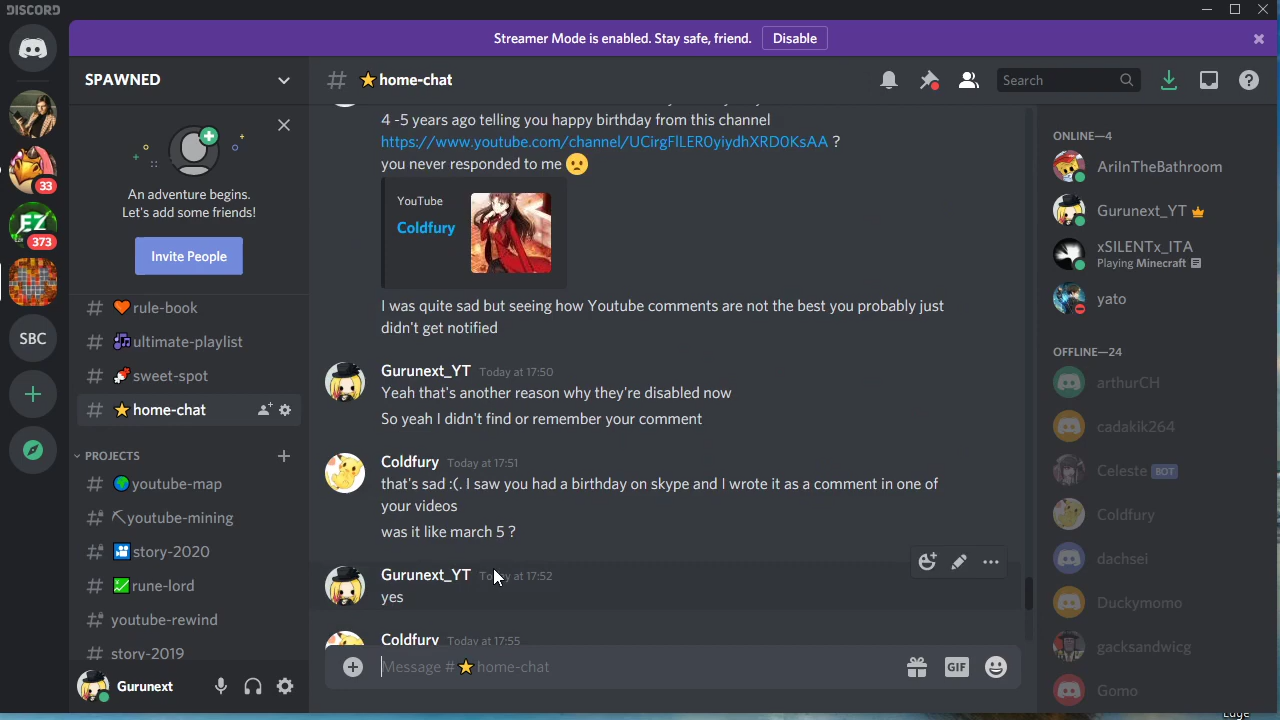 DISCORD
Streamer Mode is enabled. Stay safe, friend. Disable
SPAWNED
home-chat
Search
33
373
SBC
An adventure begins.
Let's add some friends!
Invite People
rule-book
ultimate-playlist
sweet-spot
home-chat
PROJECTS
youtube-map
youtube-mining
story-2020
rune-lord
youtube-rewind
story-2019
Gurunext
4 -5 years ago telling you happy birthday from this channel
https://www.youtube.com/channel/UCirgFlLER0yiydhXRD0KsAA ?
you never responded to me
YouTube
Coldfury
I was quite sad but seeing how Youtube comments are not the best you probably just
didn't get notified
Gurunext_YT Today at 17:50
Yeah that's another reason why they're disabled now
So yeah I didn't find or remember your comment
Coldfury Today at 17:51
that's sad :(. I saw you had a birthday on skype and I wrote it as a comment in one of
your videos
was it like march 5 ?
Gurunext_YT Today at 17:52
yes
Coldfury Today at 17:55
Message # home-chat
GIF
ONLINE—4
AriInTheBathroom
Gurunext_YT
xSILENTx_ITA
Playing Minecraft
yato
OFFLINE—24
arthurCH
cadakik264
Celeste BOT
Coldfury
dachsei
Duckymomo
gacksandwicg
Gomo